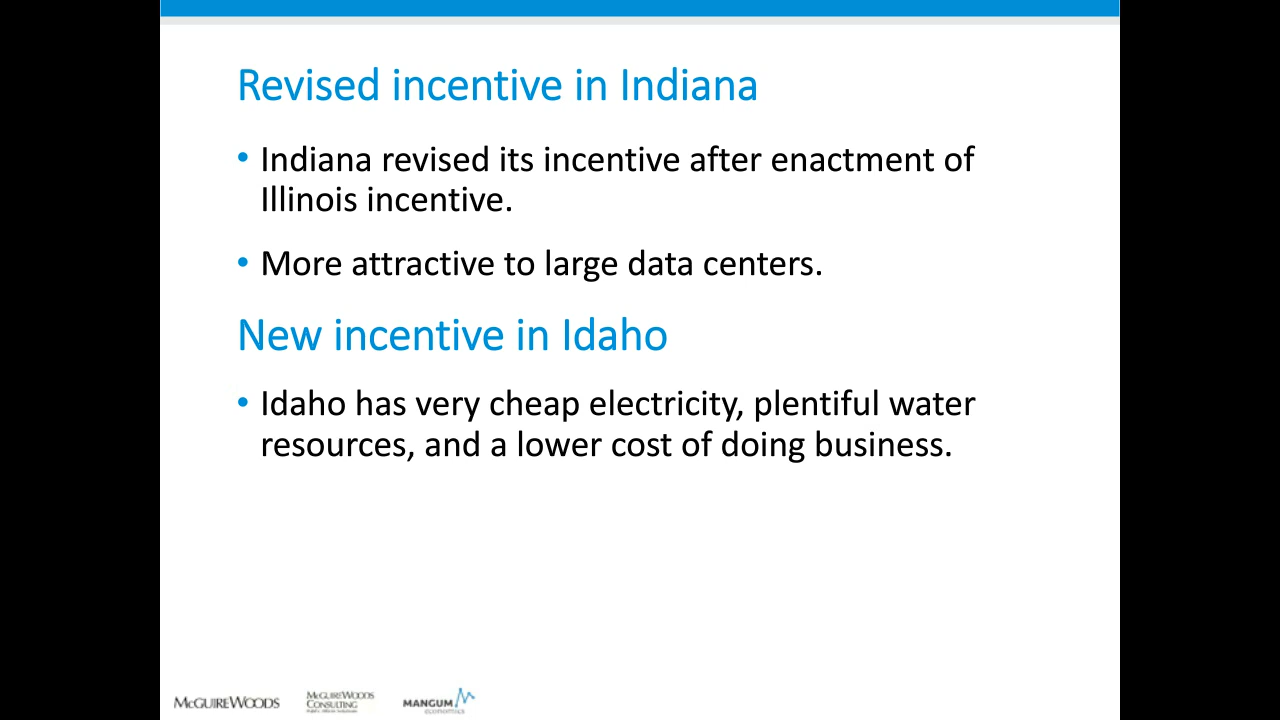 Revised incentive in Indiana
• Indiana revised its incentive after enactment of
Illinois incentive.
• More attractive to large data centers.
New incentive in Idaho
• Idaho has very cheap electricity, plentiful water
resources, and a lower cost of doing business.
MCGUIREWOODS
MCGUIREWOODS
CONSULTING
MANGUM
economics